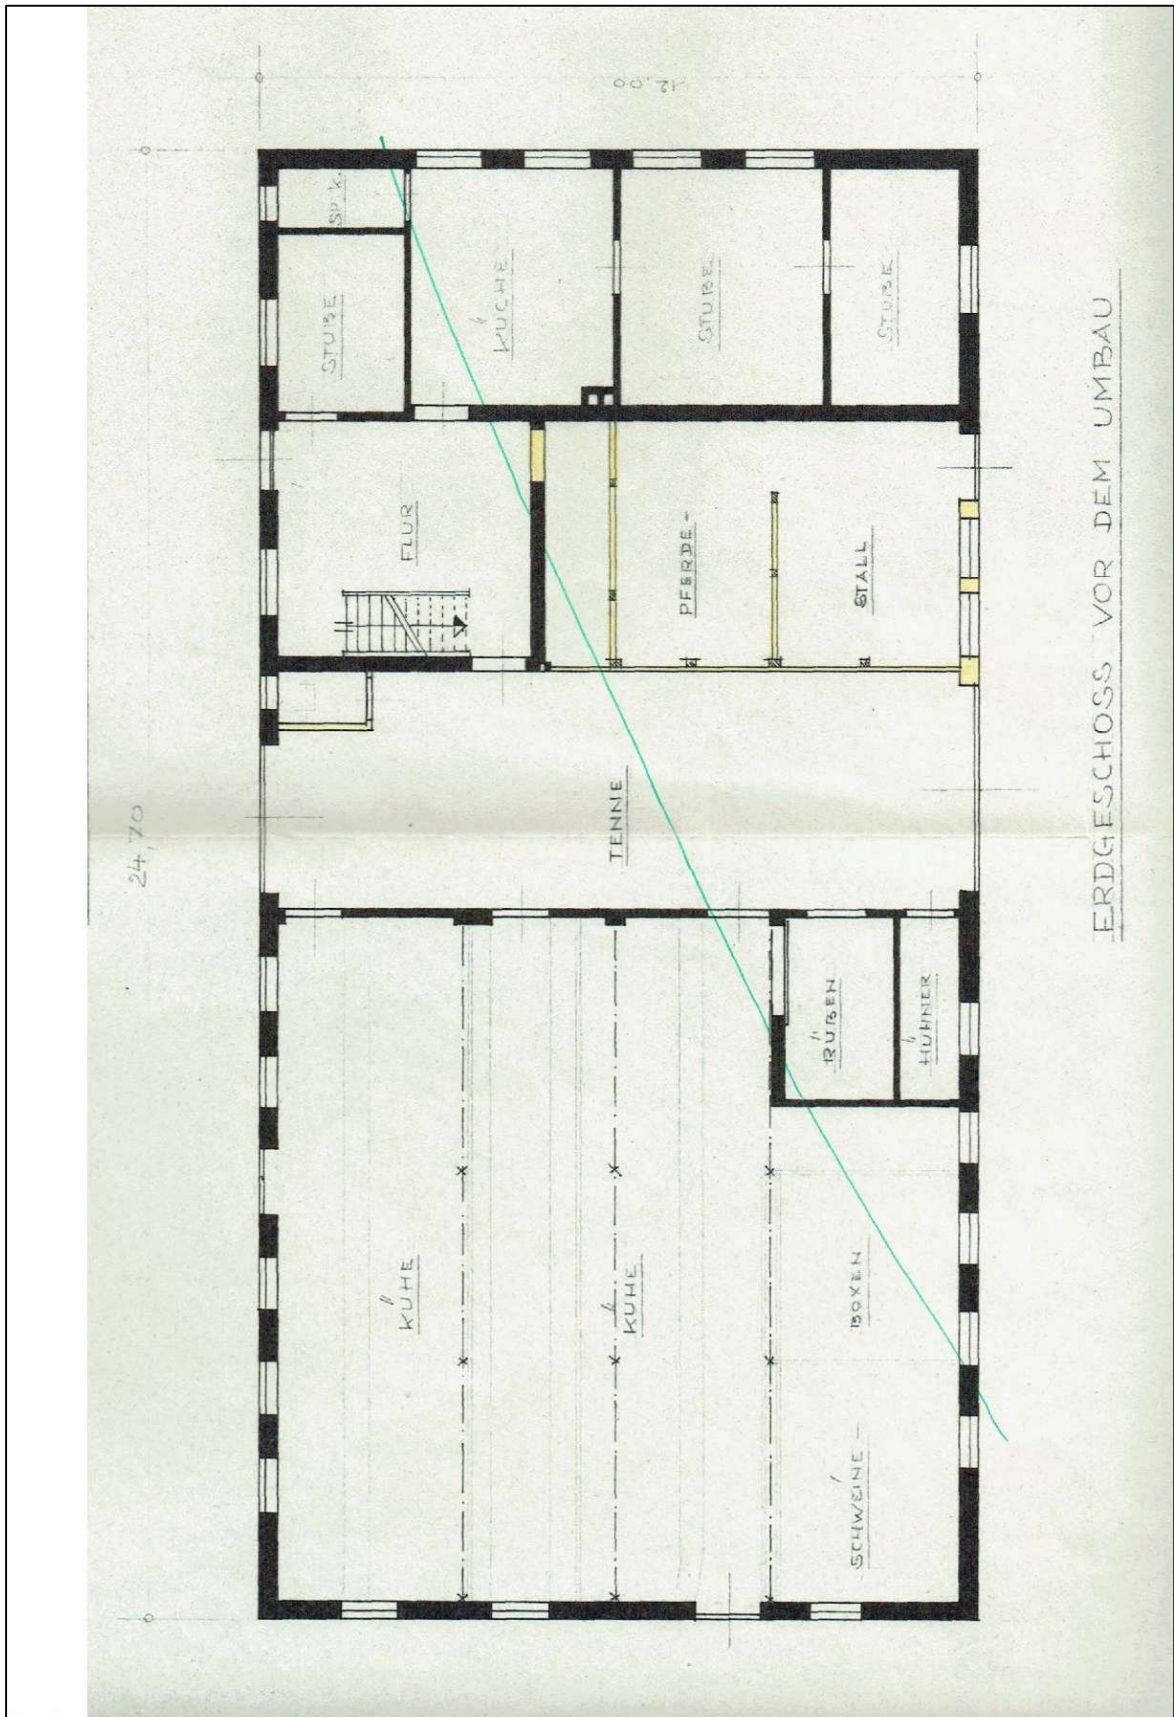 12.00
24,70
SP.K.
STUBE
KÜCHE
STUBE
STUBE
FLUR
PFERDE-
STALL
TENNE
RÜBEN
HÜHNER
KÜHE
KÜHE
BOXEN
SCHWEINE-
ERDGESCHOSS VOR DEM UMBAU